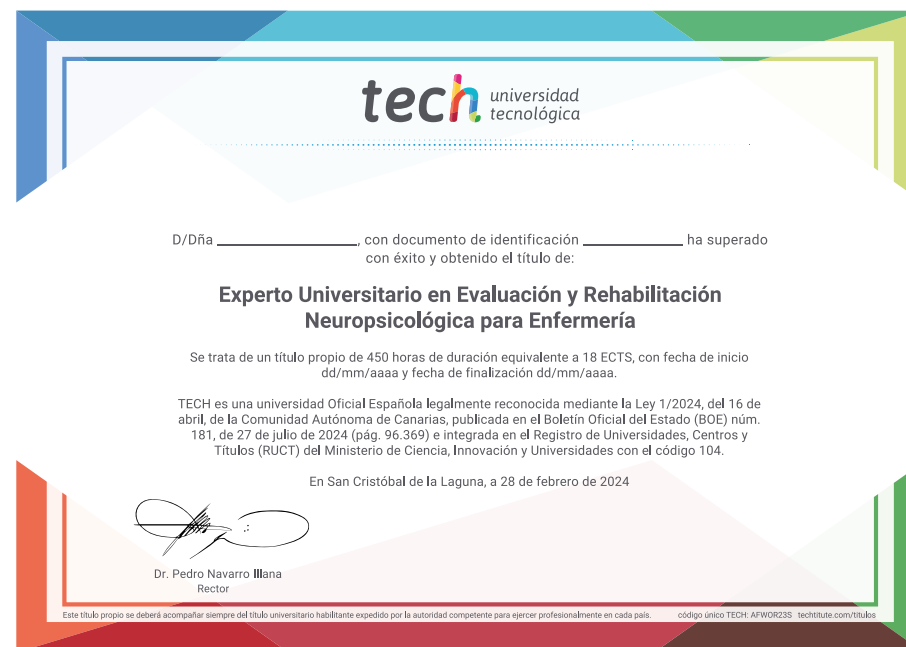 tech universidad
tecnológica
D/Dña ____________________, con documento de identificación ______________ ha superado
con éxito y obtenido el título de:
Experto Universitario en Evaluación y Rehabilitación
Neuropsicológica para Enfermería
Se trata de un título propio de 450 horas de duración equivalente a 18 ECTS, con fecha de inicio
dd/mm/aaaa y fecha de finalización dd/mm/aaaa.
TECH es una universidad Oficial Española legalmente reconocida mediante la Ley 1/2024, del 16 de
abril, de la Comunidad Autónoma de Canarias, publicada en el Boletín Oficial del Estado (BOE) núm.
181, de 27 de julio de 2024 (pág. 96.369) e integrada en el Registro de Universidades, Centros y
Títulos (RUCT) del Ministerio de Ciencia, Innovación y Universidades con el código 104.
En San Cristóbal de la Laguna, a 28 de febrero de 2024
Dr. Pedro Navarro Illana
Rector
Este título propio se deberá acompañar siempre del título universitario habilitante expedido por la autoridad competente para ejercer profesionalmente en cada país. código único TECH: AFWOR23S techtitute.com/titulos